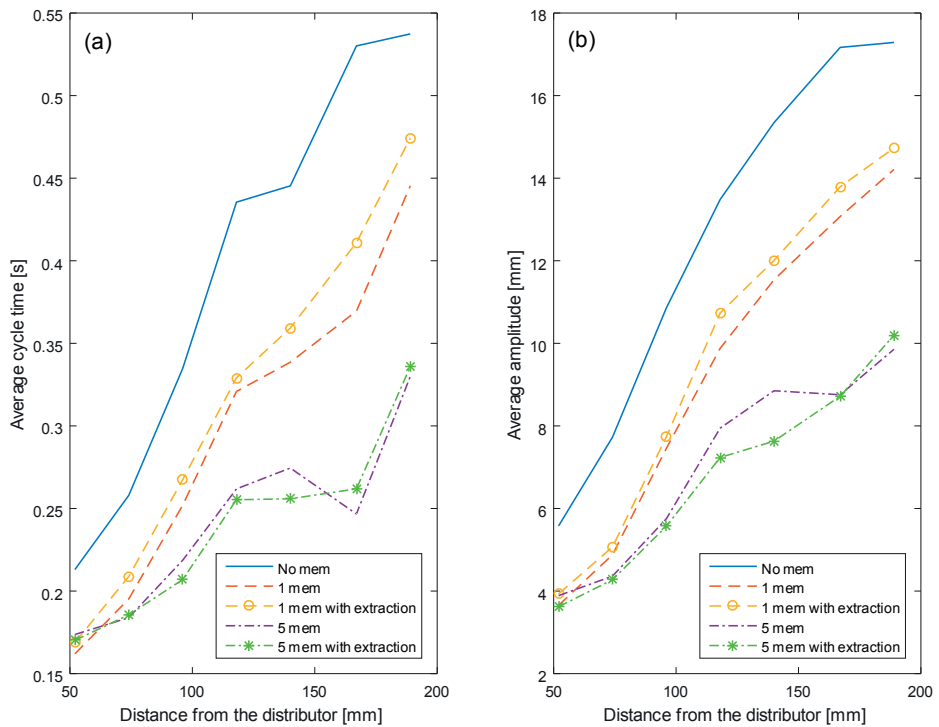 (a)
0.55
0.5
0.45
0.4
0.35
0.3
0.25
0.2
0.15
Average cycle time [s]
No mem
1 mem
1 mem with extraction
5 mem
5 mem with extraction
50 100 150 200
Distance from the distributor [mm]
(b)
18
16
14
12
10
8
6
4
2
Average amplitude [mm]
No mem
1 mem
1 mem with extraction
5 mem
5 mem with extraction
50 100 150 200
Distance from the distributor [mm]